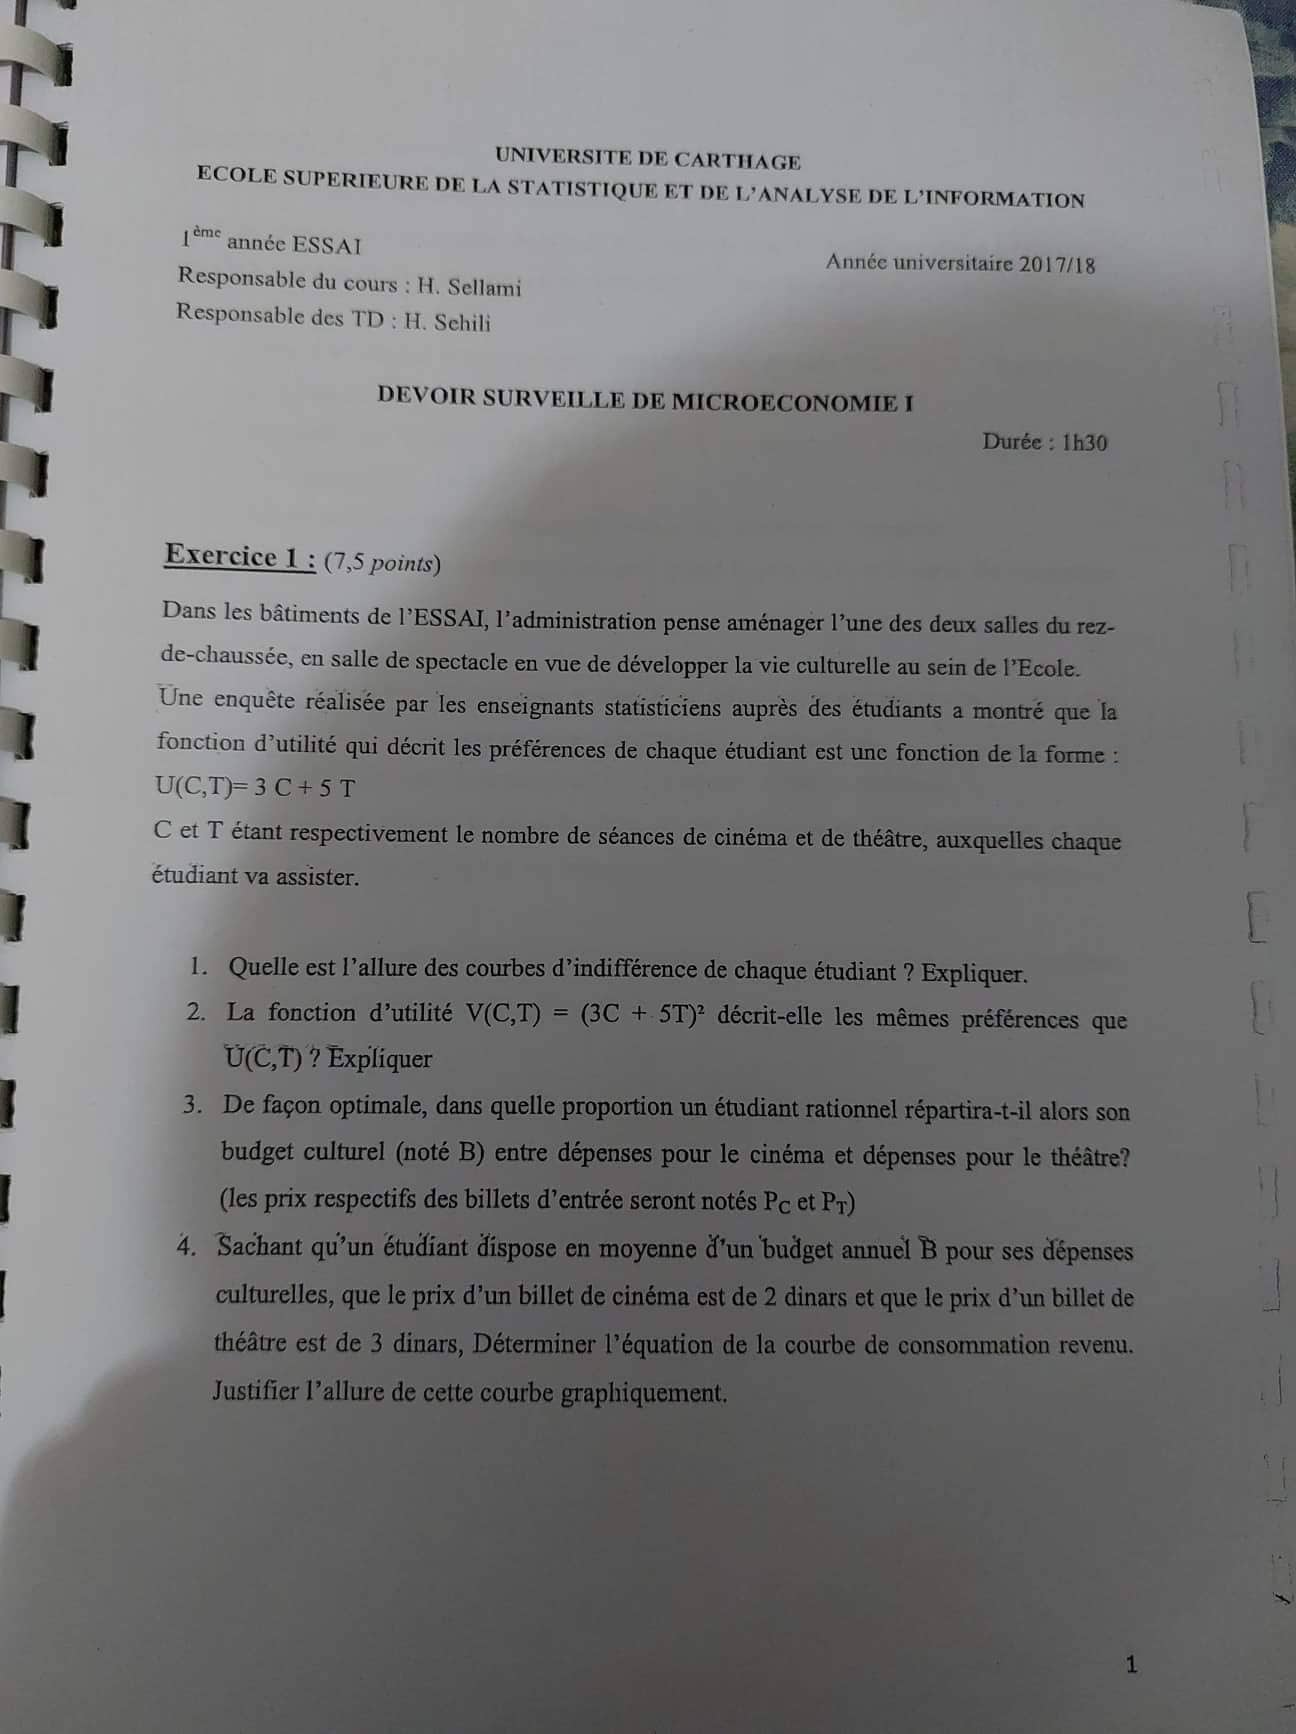 UNIVERSITE DE CARTHAGE
ECOLE SUPERIEURE DE LA STATISTIQUE ET DE L'ANALYSE DE L'INFORMATION
1ème année ESSAI
Année universitaire 2017/18
Responsable du cours : H. Sellami
Responsable des TD : H. Sehili
DEVOIR SURVEILLE DE MICROECONOMIE I
Durée : 1h30
Exercice 1 : (7,5 points)
Dans les bâtiments de l'ESSAI, l'administration pense aménager l'une des deux salles du rez-
de-chaussée, en salle de spectacle en vue de développer la vie culturelle au sein de l'Ecole.
Une enquête réalisée par les enseignants statisticiens auprès des étudiants a montré que la
fonction d'utilité qui décrit les préférences de chaque étudiant est une fonction de la forme :
U(C,T)= 3 C + 5 T
C et T étant respectivement le nombre de séances de cinéma et de théâtre, auxquelles chaque
étudiant va assister.
1. Quelle est l'allure des courbes d'indifférence de chaque étudiant ? Expliquer.
2. La fonction d'utilité V(C,T) = (3C + 5T)² décrit-elle les mêmes préférences que
U(C,T) ? Expliquer
3. De façon optimale, dans quelle proportion un étudiant rationnel répartira-t-il alors son
budget culturel (noté B) entre dépenses pour le cinéma et dépenses pour le théâtre?
(les prix respectifs des billets d'entrée seront notés PC et PT)
4. Sachant qu'un étudiant dispose en moyenne d'un budget annuel B pour ses dépenses
culturelles, que le prix d'un billet de cinéma est de 2 dinars et que le prix d'un billet de
théâtre est de 3 dinars, Déterminer l'équation de la courbe de consommation revenu.
Justifier l'allure de cette courbe graphiquement.
1